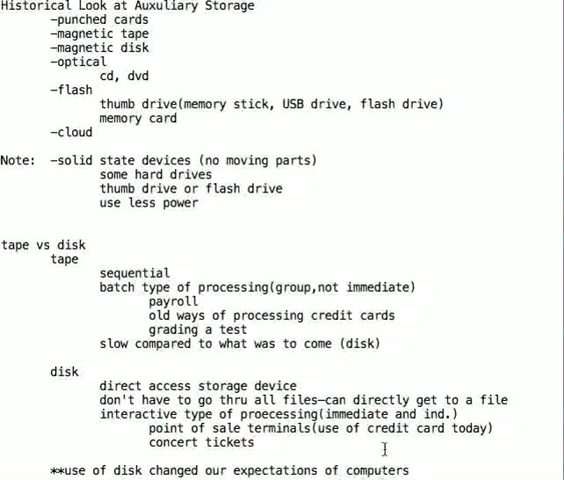 Historical Look at Auxuliary Storage
-punched cards
-magnetic tape
-magnetic disk
-optical
cd, dvd
-flash
thumb drive(memory stick, USB drive, flash drive)
memory card
-cloud
Note: -solid state devices (no moving parts)
some hard drives
thumb drive or flash drive
use less power
tape vs disk
tape
sequential
batch type of processing(group,not immediate)
payroll
old ways of processing credit cards
grading a test
slow compared to what was to come (disk)
disk
direct access storage device
don't have to go thru all files—can directly get to a file
interactive type of proecessing(immediate and ind.)
point of sale terminals(use of credit card today)
concert tickets
**use of disk changed our expectations of computers